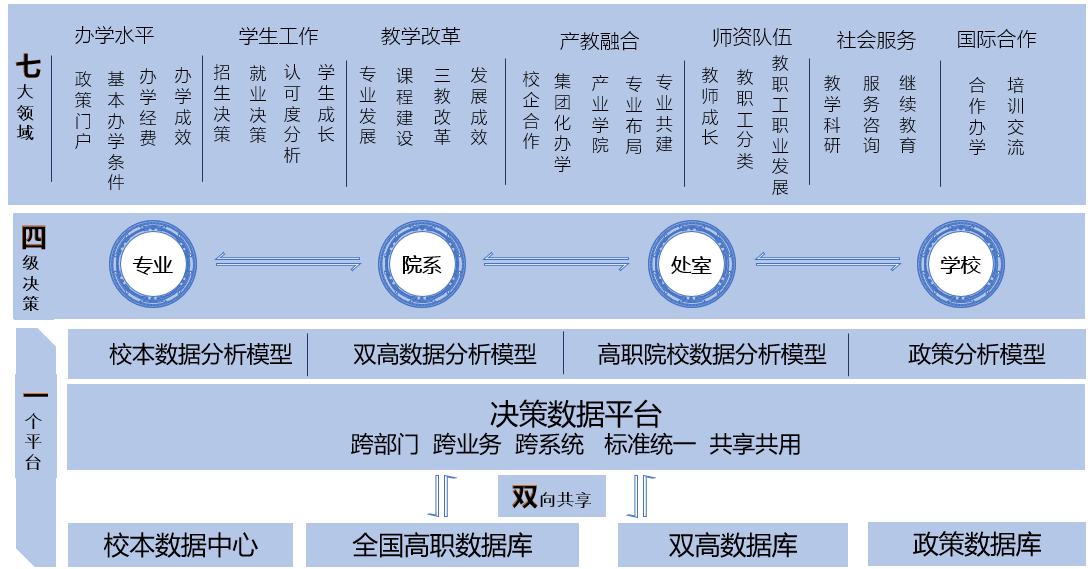 七大领域
办学水平
政策门户
基本办学条件
办学经费
办学成效
学生工作
招生决策
就业决策
认可度分析
学生成长
教学改革
专业发展
课程建设
三教改革
发展成效
产教融合
校企合作
集团化办学
产业学院
专业布局
专业共建
师资队伍
教师成长
教职工分类
教职工职业发展
社会服务
教学科研
服务咨询
继续教育
国际合作
合作办学
培训交流
四级决策
专业
院系
处室
学校
一个平台
校本数据分析模型
双高数据分析模型
高职院校数据分析模型
政策分析模型
决策数据平台
跨部门 跨业务 跨系统 标准统一 共享共用
双向共享
校本数据中心
全国高职数据库
双高数据库
政策数据库